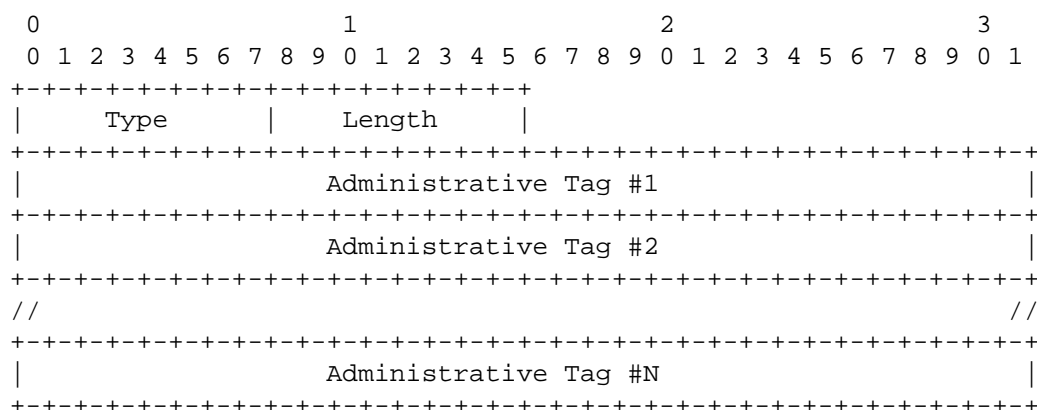 0                   1                   2                   3
 0 1 2 3 4 5 6 7 8 9 0 1 2 3 4 5 6 7 8 9 0 1 2 3 4 5 6 7 8 9 0 1
+-+-+-+-+-+-+-+-+-+-+-+-+-+-+-+-+
|     Type      |    Length     |
+-+-+-+-+-+-+-+-+-+-+-+-+-+-+-+-+-+-+-+-+-+-+-+-+-+-+-+-+-+-+-+-+
|                   Administrative Tag #1                       |
+-+-+-+-+-+-+-+-+-+-+-+-+-+-+-+-+-+-+-+-+-+-+-+-+-+-+-+-+-+-+-+-+
|                   Administrative Tag #2                       |
+-+-+-+-+-+-+-+-+-+-+-+-+-+-+-+-+-+-+-+-+-+-+-+-+-+-+-+-+-+-+-+-+
//                                                             //
+-+-+-+-+-+-+-+-+-+-+-+-+-+-+-+-+-+-+-+-+-+-+-+-+-+-+-+-+-+-+-+-+
|                   Administrative Tag #N                       |
+-+-+-+-+-+-+-+-+-+-+-+-+-+-+-+-+-+-+-+-+-+-+-+-+-+-+-+-+-+-+-+-+